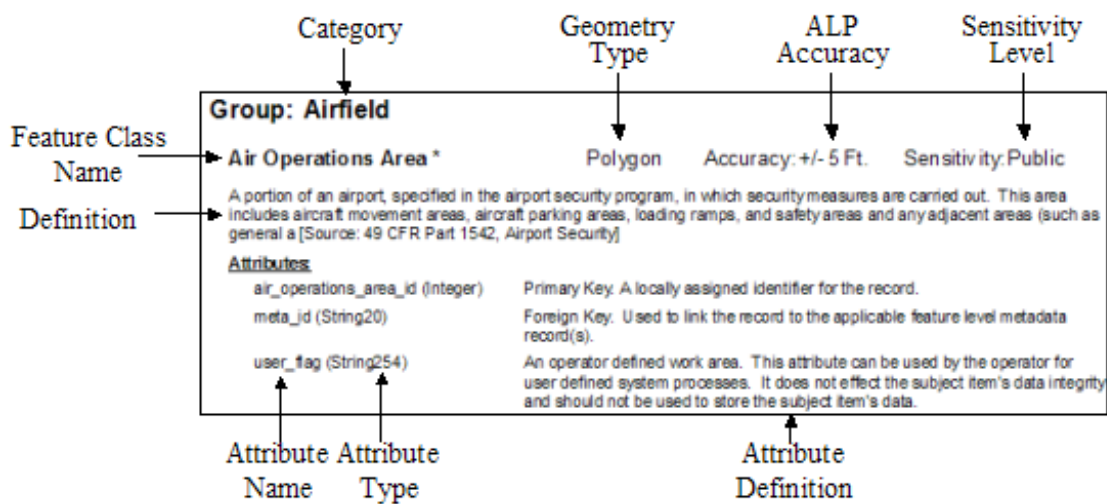 Category
Geometry Type
ALP Accuracy
Sensitivity Level
Group: Airfield
Feature Class Name
Air Operations Area * Polygon Accuracy: +/- 5 Ft. Sensitivity: Public
Definition
A portion of an airport, specified in the airport security program, in which security measures are carried out. This area
includes aircraft movement areas, aircraft parking areas, loading ramps, and safety areas and any adjacent areas (such as
general a [Source: 49 CFR Part 1542, Airport Security]
Attributes:
air_operations_area_id (Integer) Primary Key. A locally assigned identifier for the record.
meta_id (String20) Foreign Key. Used to link the record to the applicable feature level metadata
record(s).
user_flag (String254) An operator defined work area. This attribute can be used by the operator for
user defined system processes. It does not effect the subject item's data integrity
and should not be used to store the subject item's data.
Attribute Name
Attribute Type
Attribute Definition